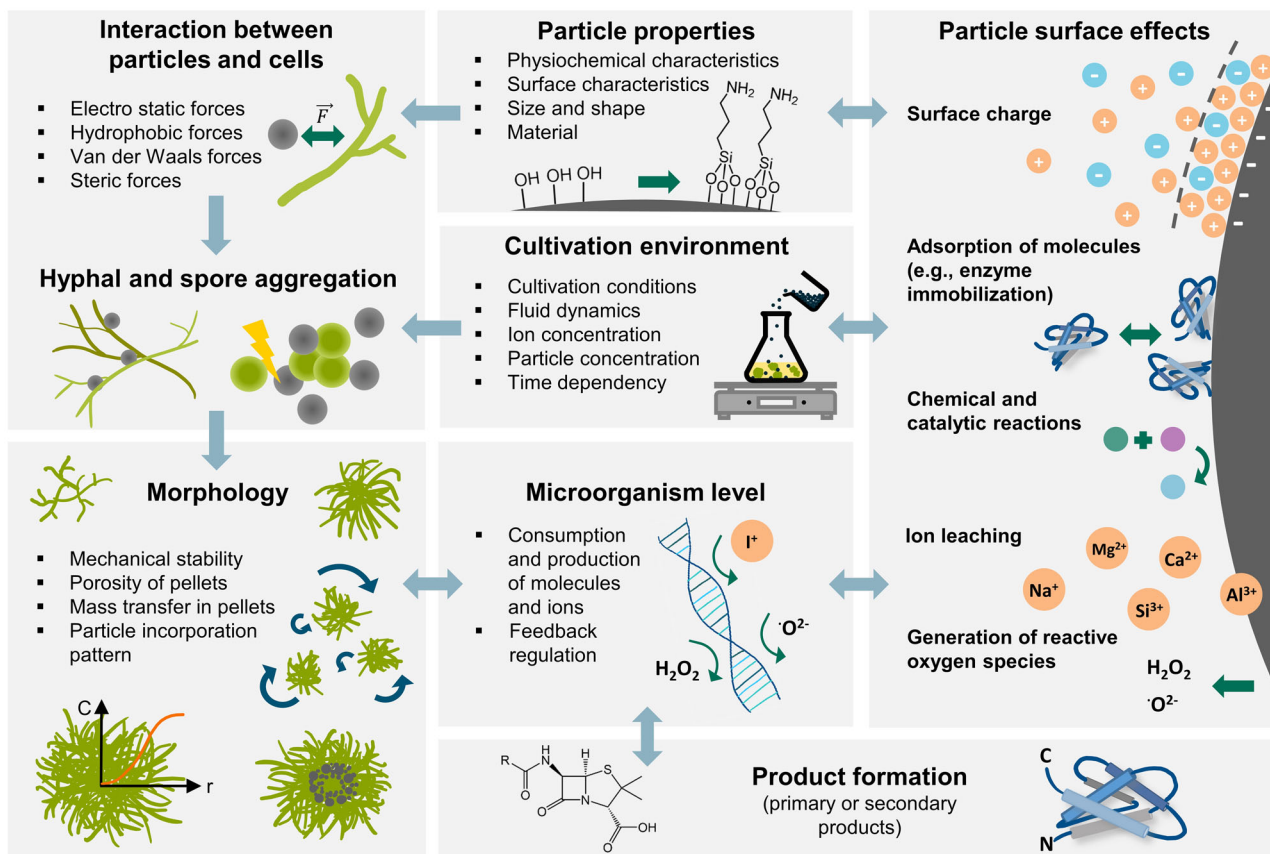 Interaction between
particles and cells
▪ Electro static forces
▪ Hydrophobic forces
▪ Van der Waals forces
▪ Steric forces
F
Hyphal and spore aggregation
Particle properties
▪ Physiochemical characteristics
▪ Surface characteristics
▪ Size and shape
▪ Material
NH₂
NH₂
Si
Si
O O O
O O O
OH
OH
OH
Cultivation environment
▪ Cultivation conditions
▪ Fluid dynamics
▪ Ion concentration
▪ Particle concentration
▪ Time dependency
Particle surface effects
Surface charge
Adsorption of molecules
(e.g., enzyme
immobilization)
Chemical and
catalytic reactions
Ion leaching
Mg²⁺
Ca²⁺
Na⁺
Si³⁺
Al³⁺
Generation of reactive
oxygen species
H₂O₂
·O²⁻
Morphology
▪ Mechanical stability
▪ Porosity of pellets
▪ Mass transfer in pellets
▪ Particle incorporation
pattern
C
r
Microorganism level
▪ Consumption
and production
of molecules
and ions
▪ Feedback
regulation
I⁺
·O²⁻
H₂O₂
Product formation
(primary or secondary
products)
R
O
H
N
H
S
N
O
O
OH
C
N